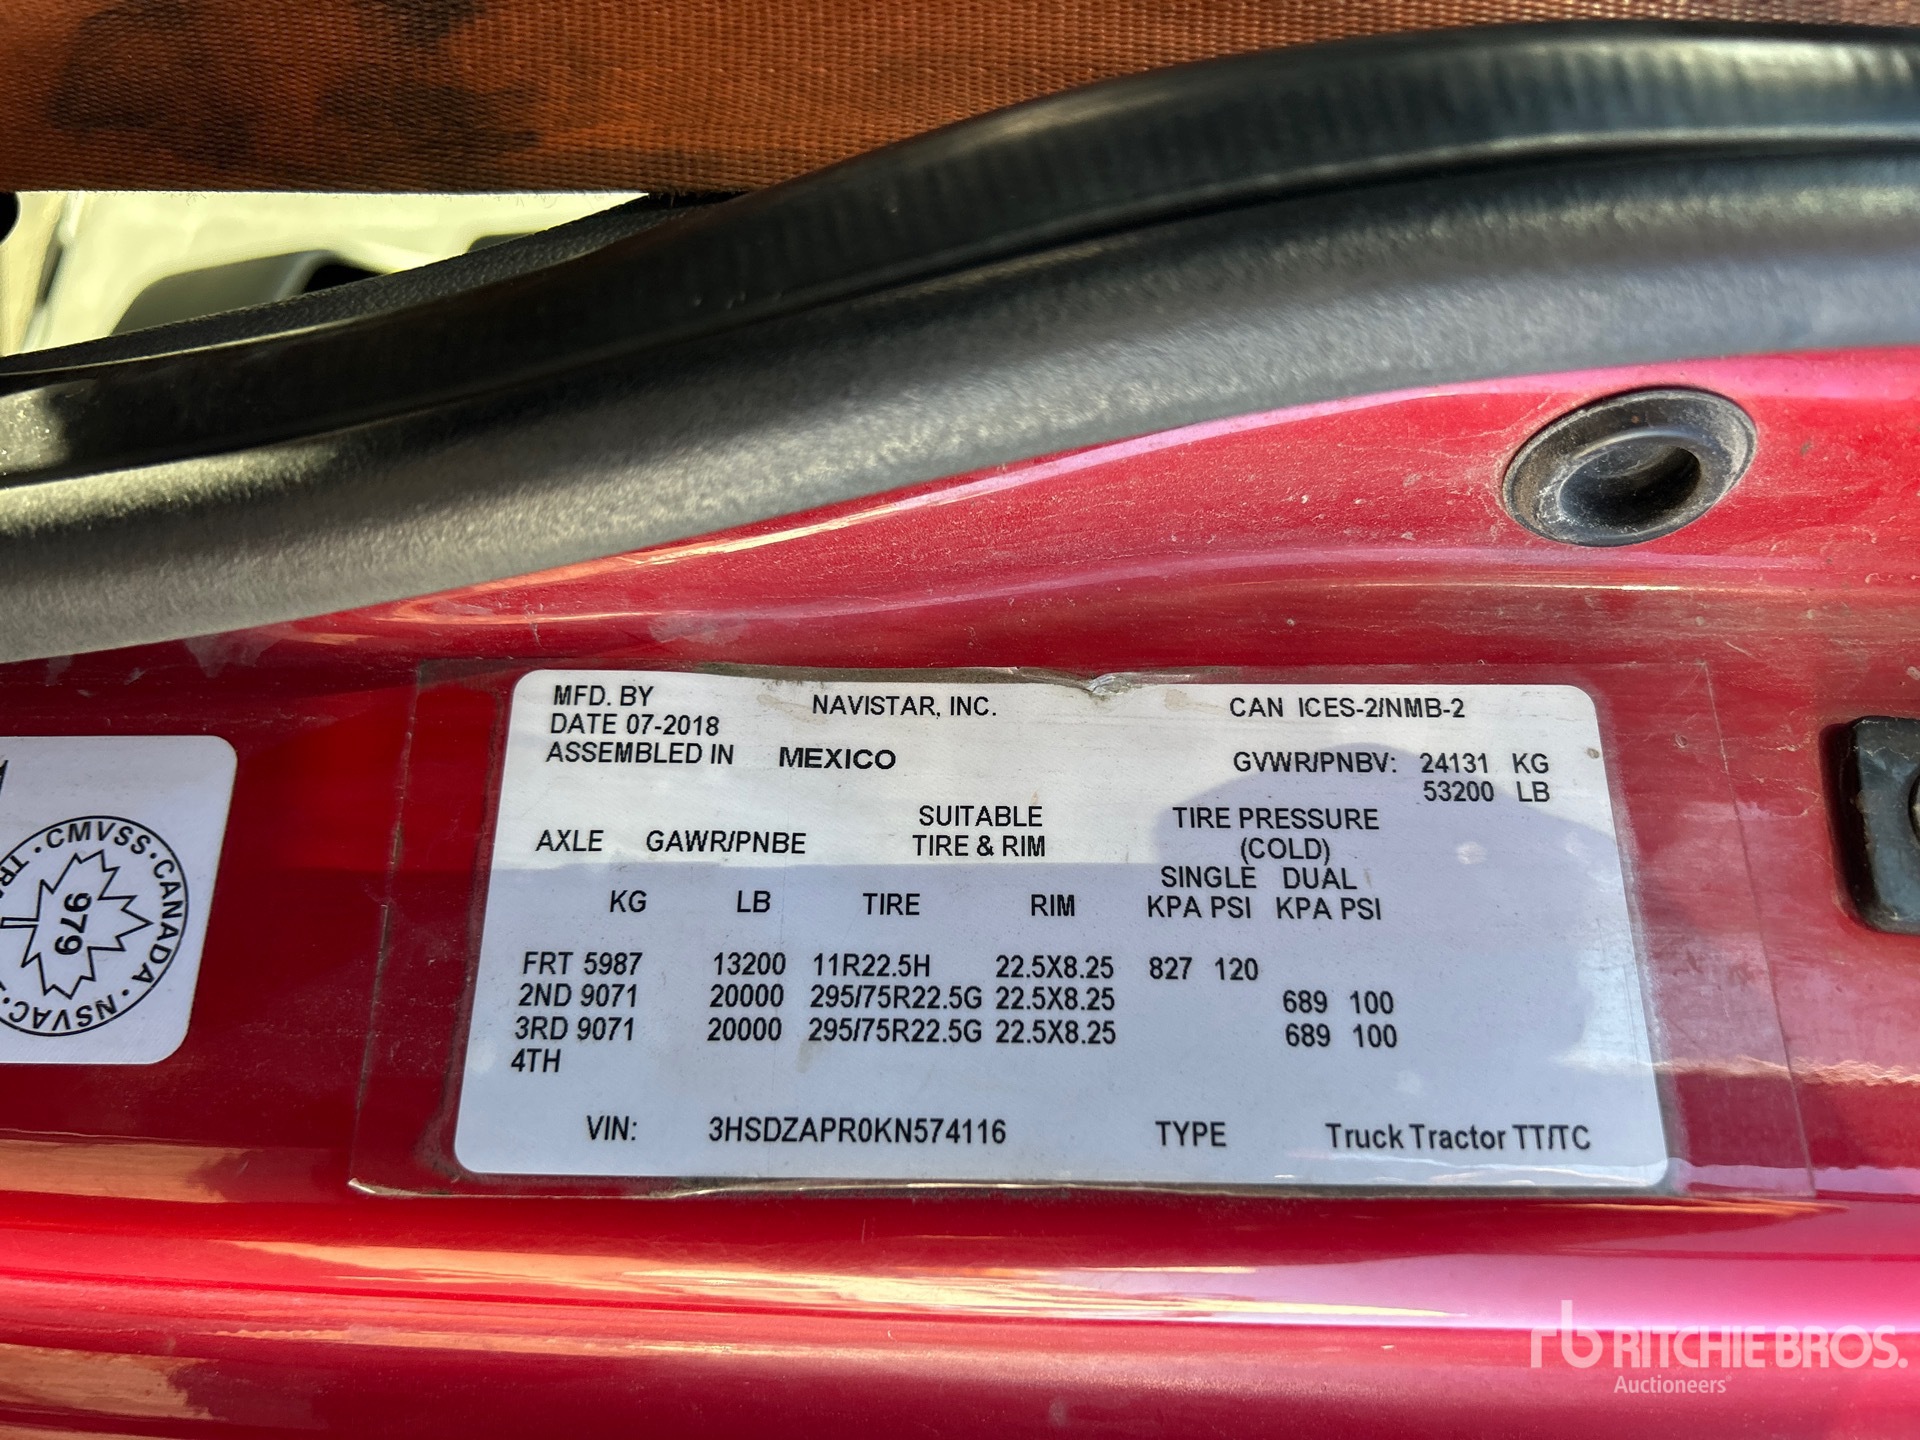 MFD. BY NAVISTAR, INC. CAN ICES-2/NMB-2
DATE 07-2018
ASSEMBLED IN MEXICO GVWR/PNBV: 24131 KG
53200 LB
SUITABLE TIRE PRESSURE
AXLE GAWR/PNBE TIRE & RIM (COLD)
SINGLE DUAL
KG LB TIRE RIM KPA PSI KPA PSI
FRT 5987 13200 11R22.5H 22.5X8.25 827 120
2ND 9071 20000 295/75R22.5G 22.5X8.25 689 100
3RD 9071 20000 295/75R22.5G 22.5X8.25 689 100
4TH
VIN: 3HSDZAPR0KN574116 TYPE Truck Tractor TT/TC
CMVSS · CANADA · NSVAC ·
979
rb RITCHIE BROS.
Auctioneers